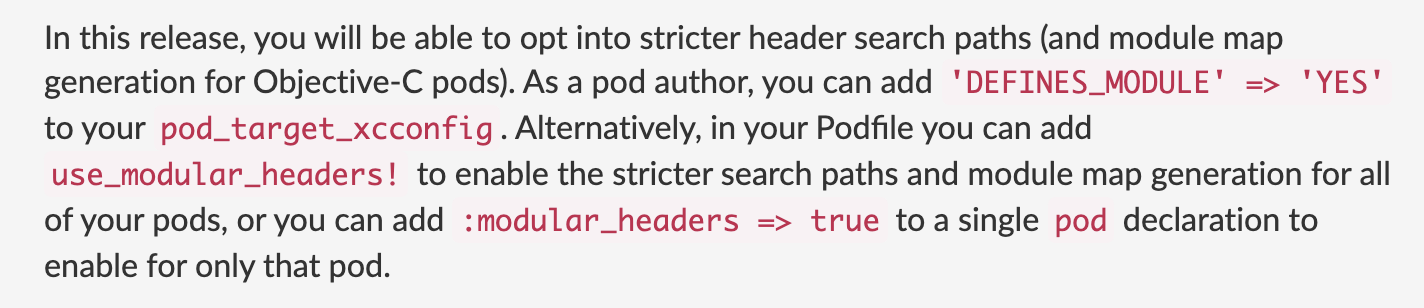 In this release, you will be able to opt into stricter header search paths (and module map
generation for Objective-C pods). As a pod author, you can add 'DEFINES_MODULE' => 'YES'
to your pod_target_xcconfig. Alternatively, in your Podfile you can add
use_modular_headers! to enable the stricter search paths and module map generation for all
of your pods, or you can add :modular_headers => true to a single pod declaration to
enable for only that pod.